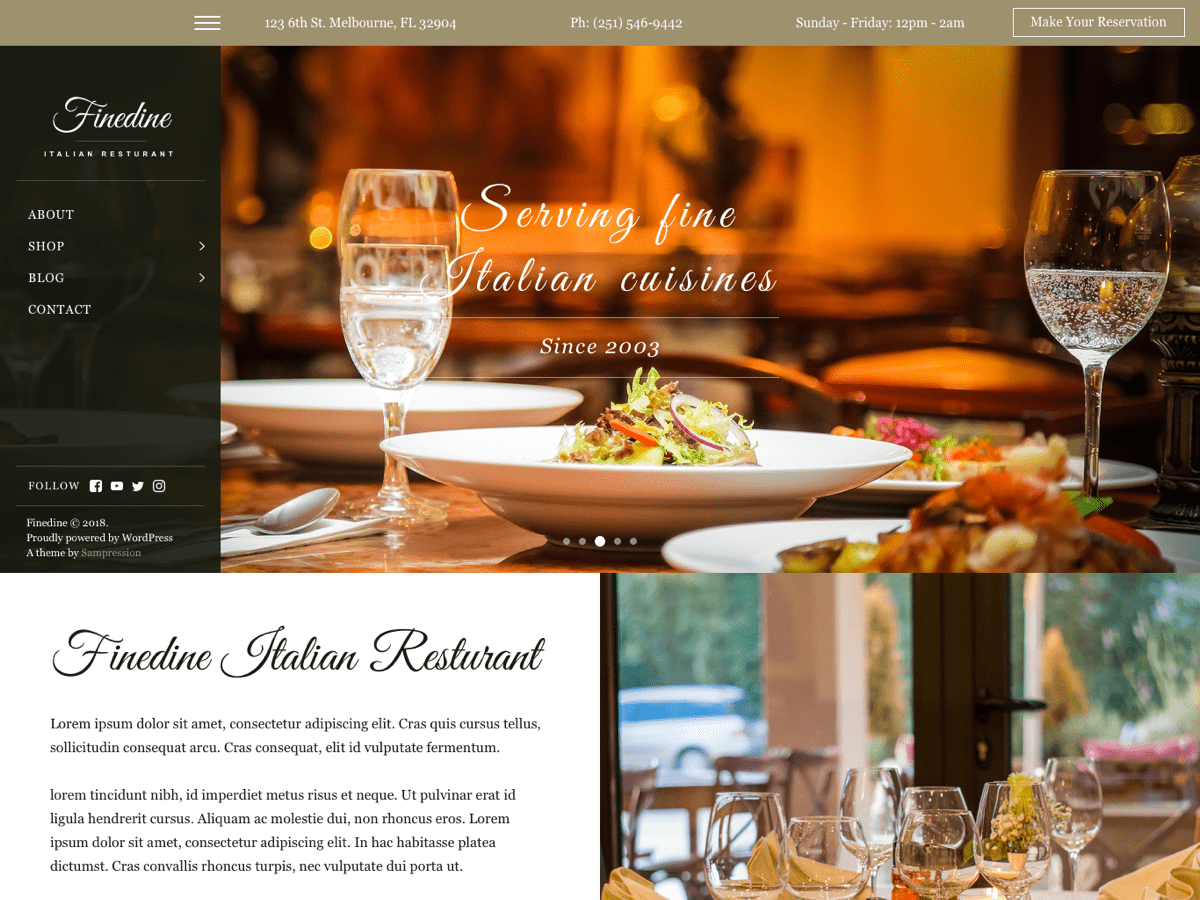 123 6th St. Melbourne, FL 32904
Ph: (251) 546-9442
Sunday - Friday: 12pm - 2am
Make Your Reservation
Finedine
ITALIAN RESTURANT
ABOUT
SHOP
BLOG
CONTACT
FOLLOW
Finedine © 2018.
Proudly powered by WordPress
A theme by Sampression
Serving fine
Italian cuisines
Since 2003
Finedine Italian Resturant
Lorem ipsum dolor sit amet, consectetur adipiscing elit. Cras quis cursus tellus,
sollicitudin consequat arcu. Cras consequat, elit id vulputate fermentum.
lorem tincidunt nibh, id imperdiet metus risus et neque. Ut pulvinar erat id
ligula hendrerit cursus. Aliquam ac molestie dui, non rhoncus eros. Lorem
ipsum dolor sit amet, consectetur adipiscing elit. In hac habitasse platea
dictumst. Cras convallis rhoncus turpis, nec vulputate dui porta ut.